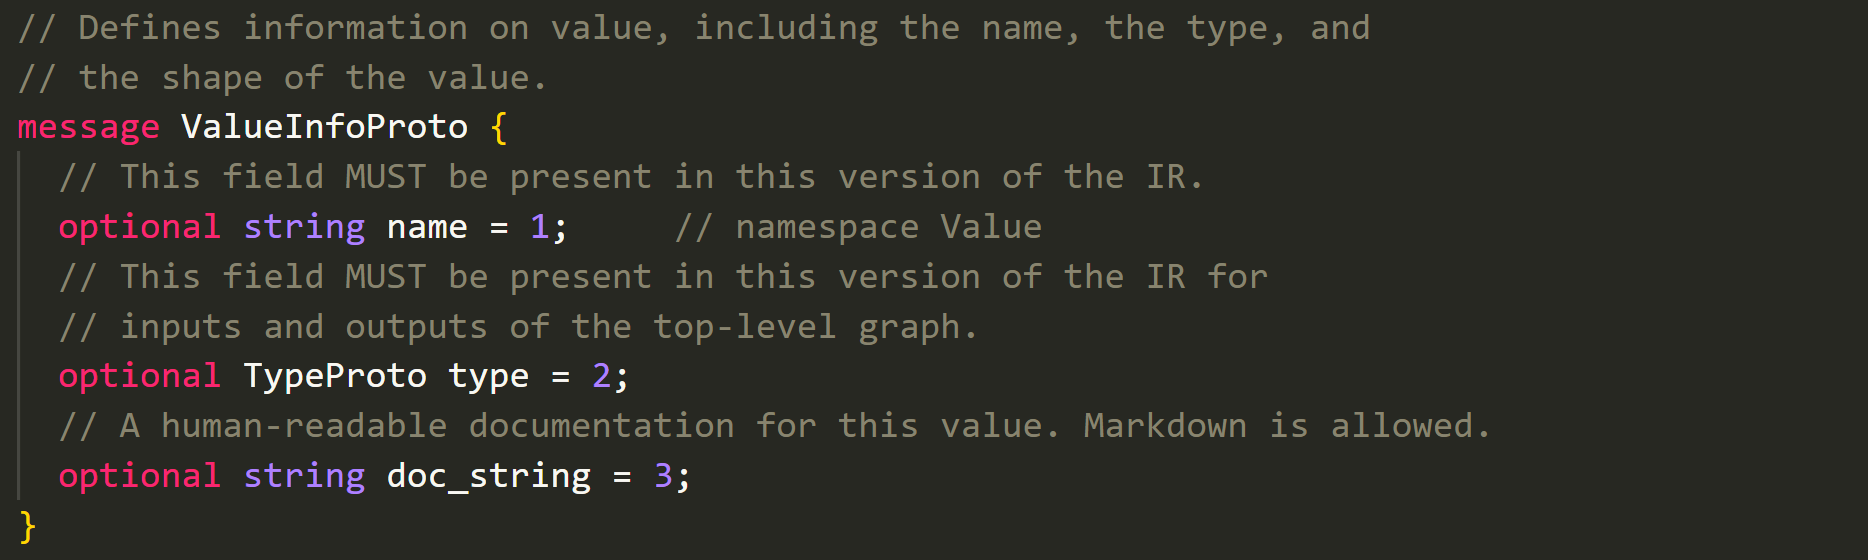 // Defines information on value, including the name, the type, and
// the shape of the value.
message ValueInfoProto {
  // This field MUST be present in this version of the IR.
  optional string name = 1;     // namespace Value
  // This field MUST be present in this version of the IR for
  // inputs and outputs of the top-level graph.
  optional TypeProto type = 2;
  // A human-readable documentation for this value. Markdown is allowed.
  optional string doc_string = 3;
}